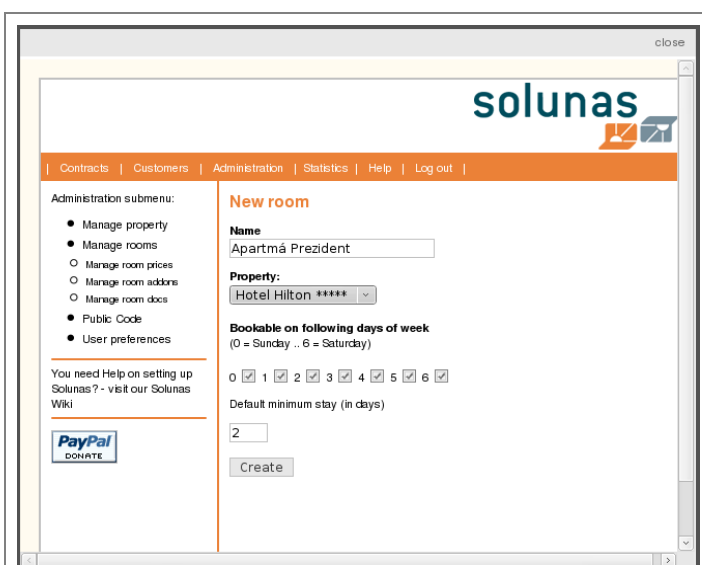 close
solunas
| Contracts | Customers | Administration | Statistics | Help | Log out |
Administration submenu:
Manage property
Manage rooms
Manage room prices
Manage room addons
Manage room docs
Public Code
User preferences
You need Help on setting up
Solunas? - visit our Solunas
Wiki
PayPal
DONATE
New room
Name
Apartmá Prezident
Property:
Hotel Hilton *****
Bookable on following days of week
(0 = Sunday .. 6 = Saturday)
0 1 2 3 4 5 6
Default minimum stay (in days)
2
Create